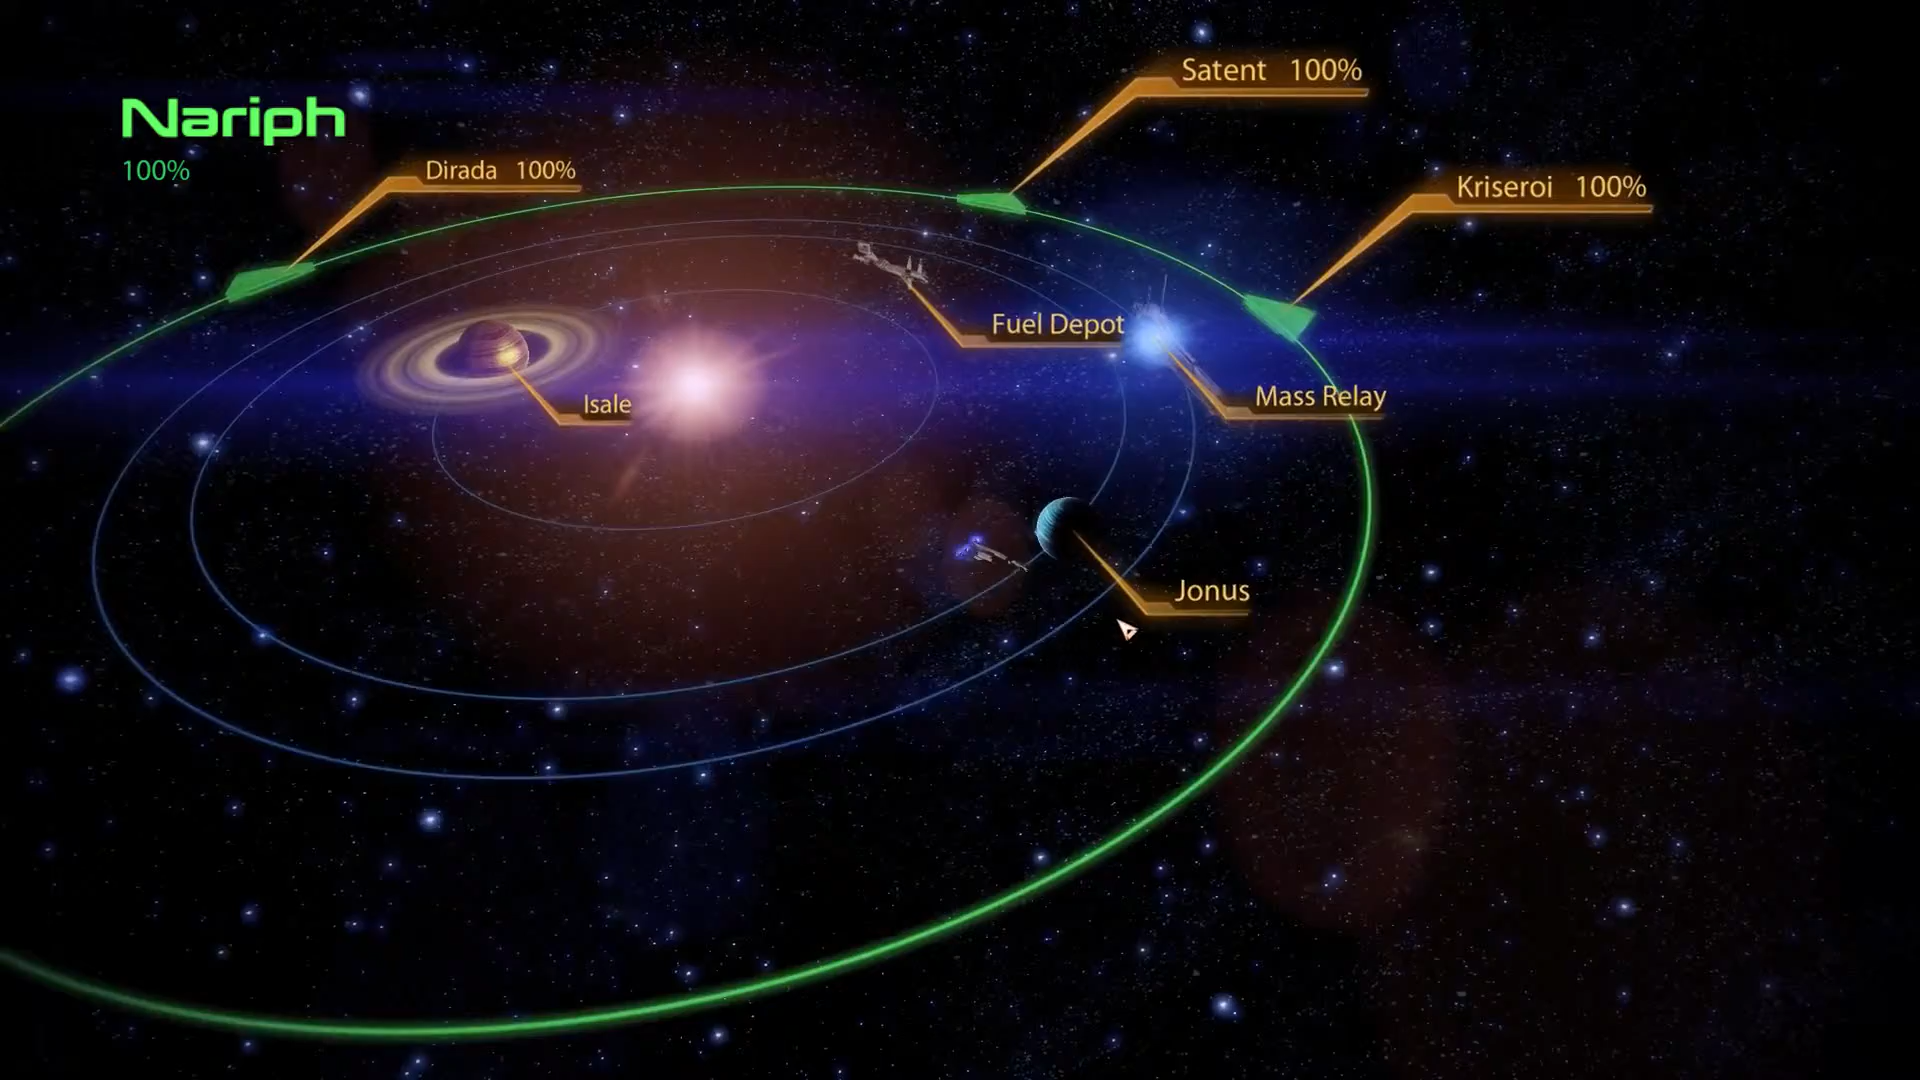 Satent 100%
Nariph
100%
Dirada 100%
Kriseroi 100%
Fuel Depot
Isale
Mass Relay
Jonus